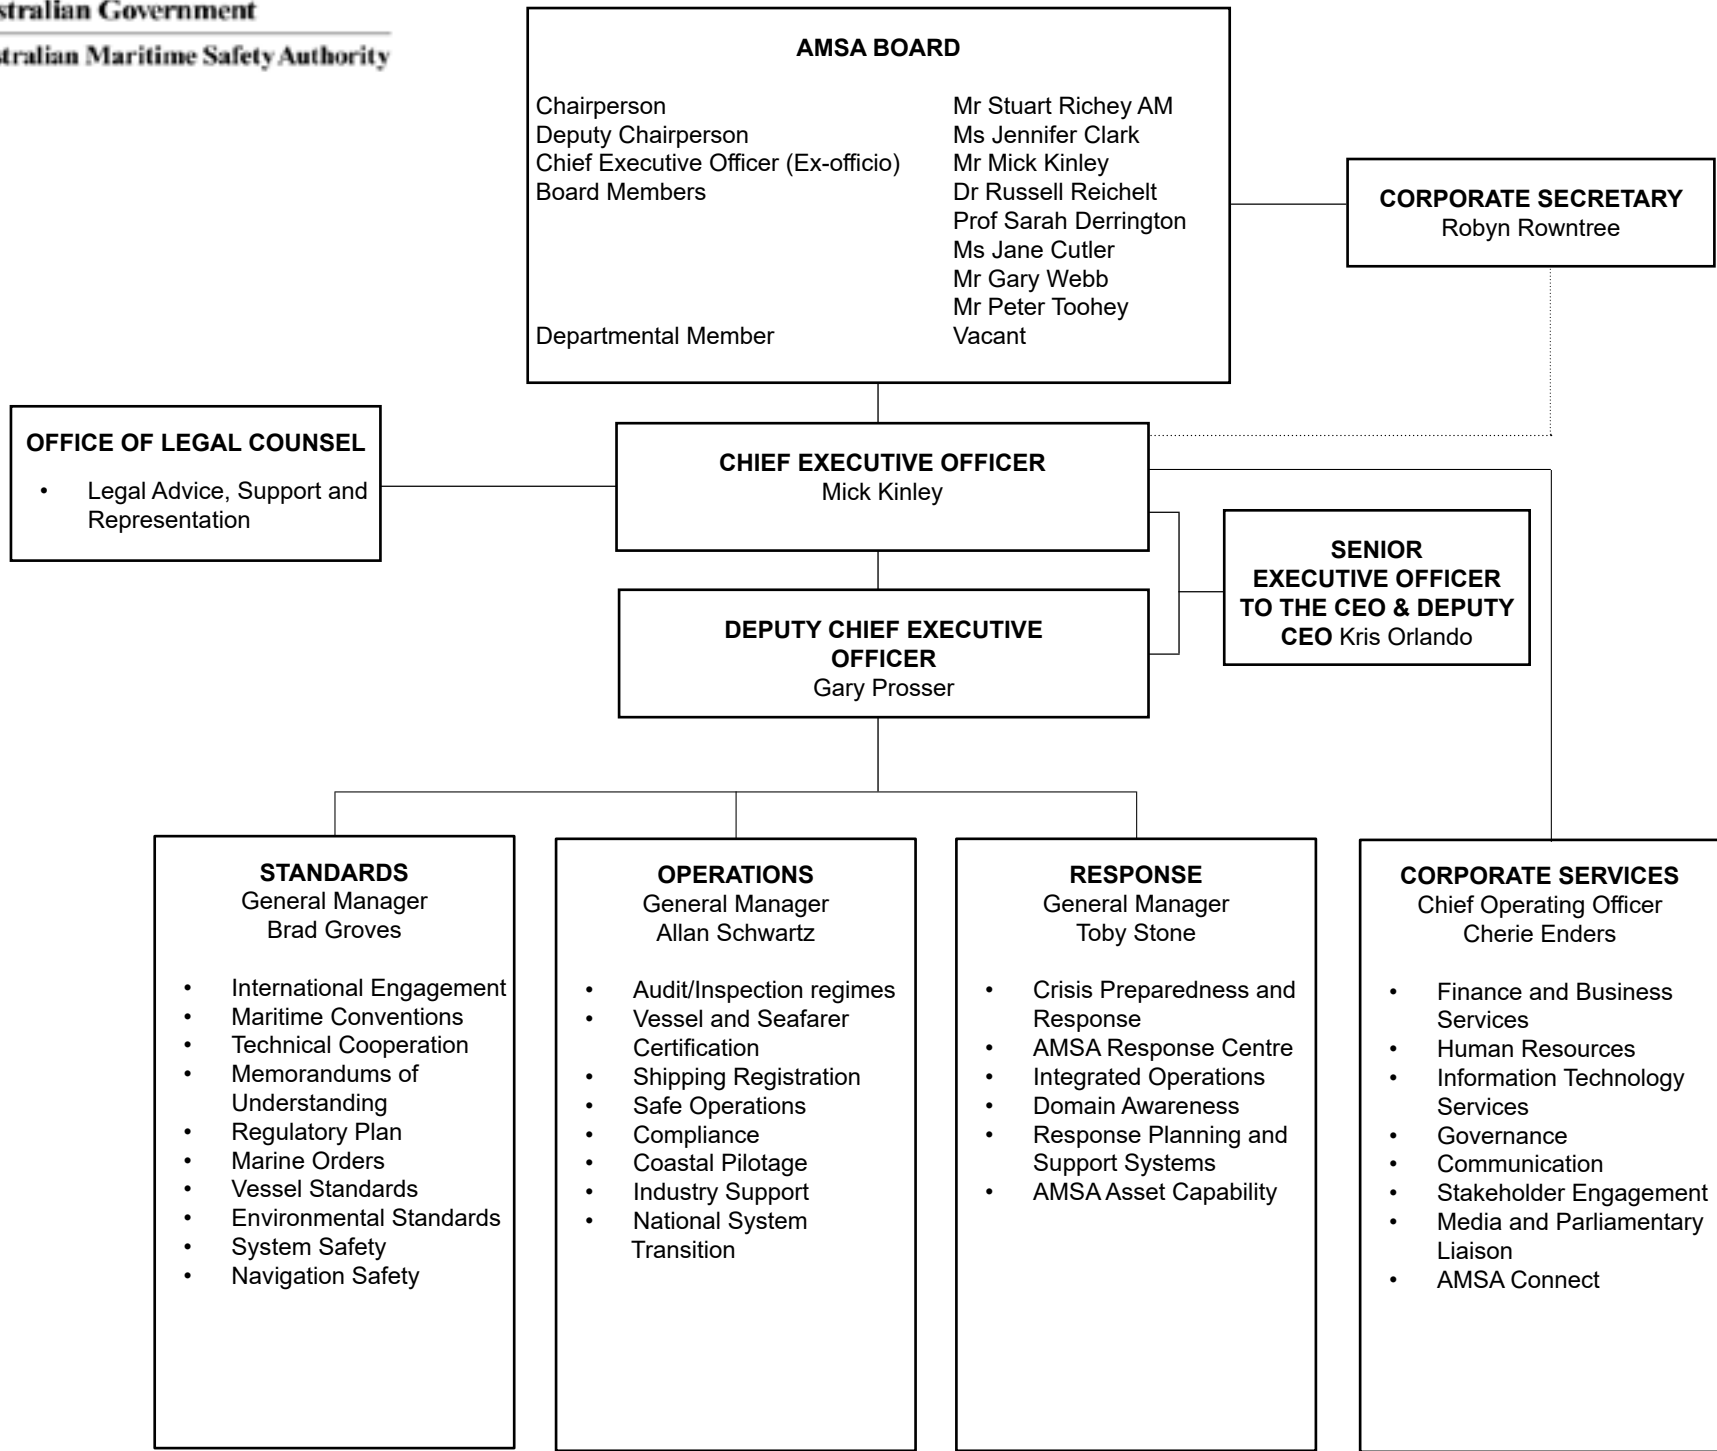 stralian Government
stralian Maritime Safety Authority
AMSA BOARD
Chairperson Mr Stuart Richey AM
Deputy Chairperson Ms Jennifer Clark
Chief Executive Officer (Ex-officio) Mr Mick Kinley
Board Members Dr Russell Reichelt
Prof Sarah Derrington
Ms Jane Cutler
Mr Gary Webb
Mr Peter Toohey
Departmental Member Vacant
CORPORATE SECRETARY
Robyn Rowntree
OFFICE OF LEGAL COUNSEL
• Legal Advice, Support and
Representation
CHIEF EXECUTIVE OFFICER
Mick Kinley
SENIOR
EXECUTIVE OFFICER
TO THE CEO & DEPUTY
CEO Kris Orlando
DEPUTY CHIEF EXECUTIVE
OFFICER
Gary Prosser
STANDARDS
General Manager
Brad Groves
• International Engagement
• Maritime Conventions
• Technical Cooperation
• Memorandums of
Understanding
• Regulatory Plan
• Marine Orders
• Vessel Standards
• Environmental Standards
• System Safety
• Navigation Safety
OPERATIONS
General Manager
Allan Schwartz
• Audit/Inspection regimes
• Vessel and Seafarer
Certification
• Shipping Registration
• Safe Operations
• Compliance
• Coastal Pilotage
• Industry Support
• National System
Transition
RESPONSE
General Manager
Toby Stone
• Crisis Preparedness and
Response
• AMSA Response Centre
• Integrated Operations
• Domain Awareness
• Response Planning and
Support Systems
• AMSA Asset Capability
CORPORATE SERVICES
Chief Operating Officer
Cherie Enders
• Finance and Business
Services
• Human Resources
• Information Technology
Services
• Governance
• Communication
• Stakeholder Engagement
• Media and Parliamentary
Liaison
• AMSA Connect